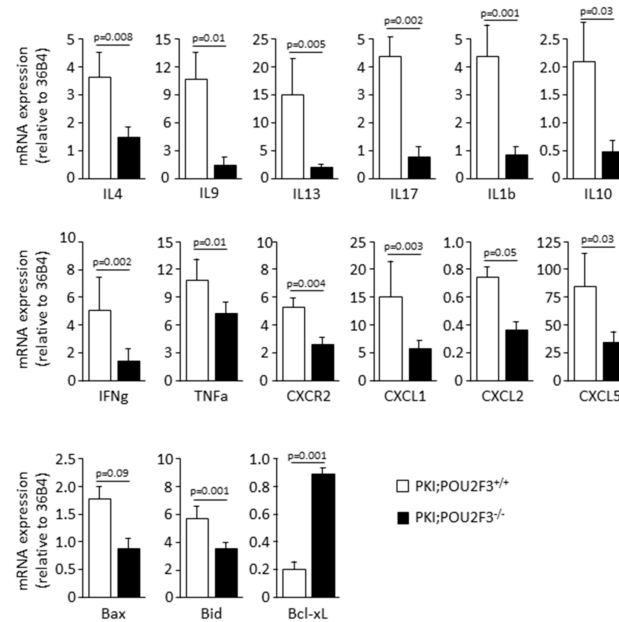 p=0.008 p=0.01 p=0.005 p=0.002 p=0.001 p=0.03
mRNA expression
(relative to 36B4)
5 4 3 2 1 0
15 12 9 6 3 0
25 20 15 10 5 0
5 4 3 2 1 0
5 4 3 2 1 0
2.5 2.0 1.5 1.0 0.5 0
IL4 IL9 IL13 IL17 IL1b IL10
p=0.002 p=0.01 p=0.004 p=0.003 p=0.05 p=0.03
mRNA expression
(relative to 36B4)
10 8 6 4 2 0
15 12 9 6 3 0
10 8 6 4 2 0
25 20 15 10 5 0
1.0 0.8 0.6 0.4 0.2 0
125 100 75 50 25 0
IFNg TNFa CXCR2 CXCL1 CXCL2 CXCL5
p=0.09 p=0.001 p=0.001
mRNA expression
(relative to 36B4)
2.5 2.0 1.5 1.0 0.5 0
10 8 6 4 2 0
1.0 0.8 0.6 0.4 0.2 0
Bax Bid Bcl-xL
PKI;POU2F3+/+
PKI;POU2F3-/-